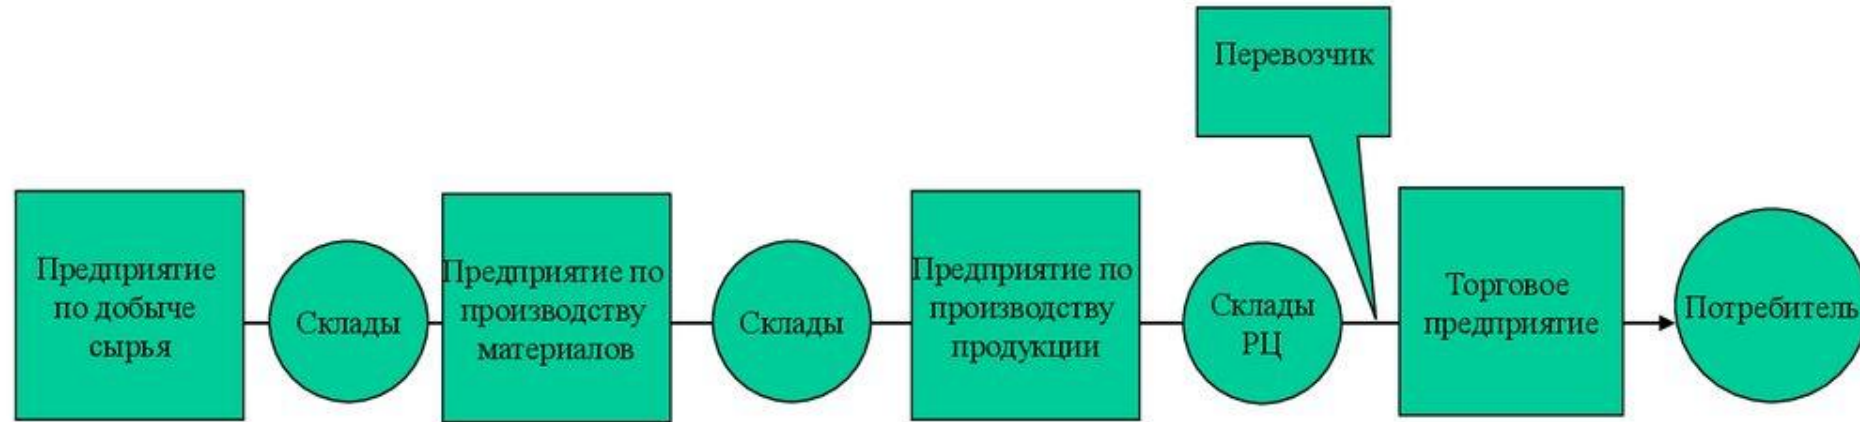 Перевозчик
Предприятие
по добыче
сырья
Склады
Предприятие по
производству
материалов
Склады
Предприятие по
производству
продукции
Склады
РЦ
Торговое
предприятие
Потребитель